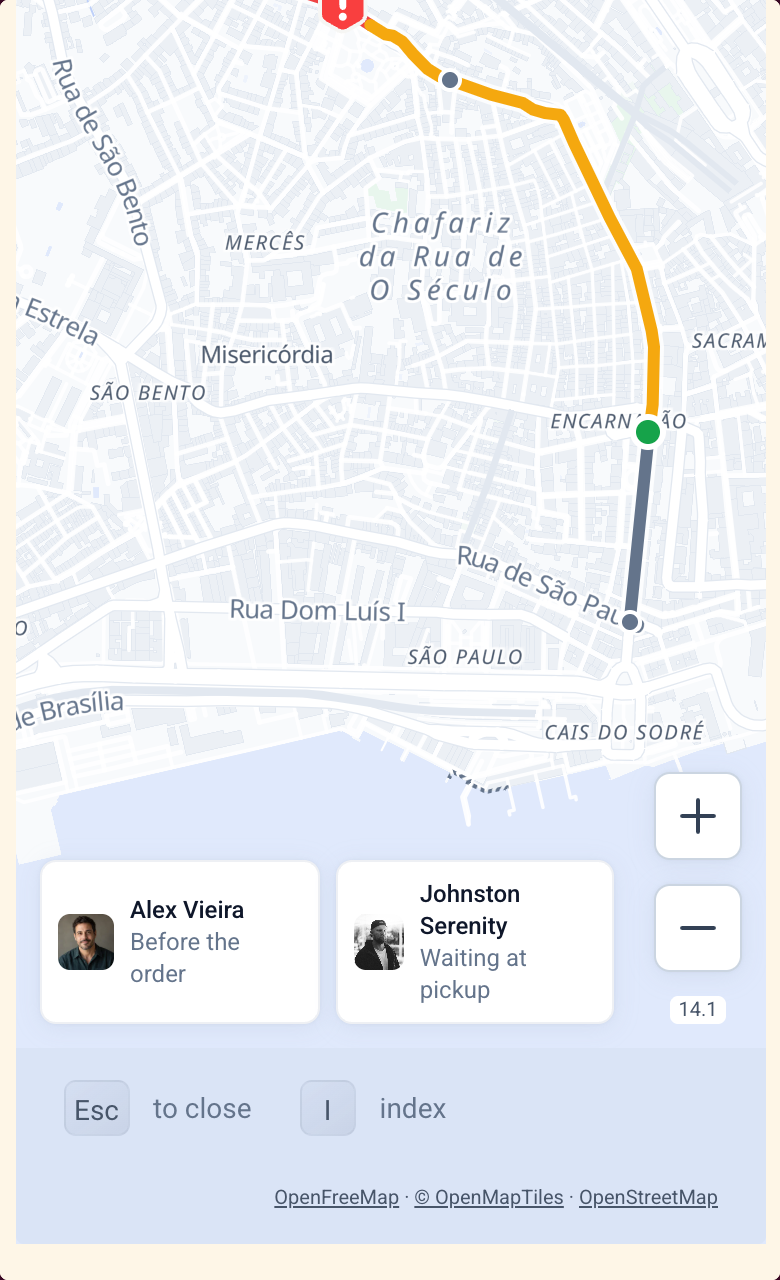 Rua de São Bento
MERCÊS
Chafariz
da Rua de
O Século
Estrela
Misericórdia
SÃO BENTO
ENCARN ÃO
Rua de São Paulo
Rua Dom Luís I
SÃO PAULO
de Brasília
CAIS DO SODRÉ
+
−
Alex Vieira
Before the
order
Johnston
Serenity
Waiting at
pickup
14.1
Esc to close I index
OpenFreeMap · © OpenMapTiles · OpenStreetMap